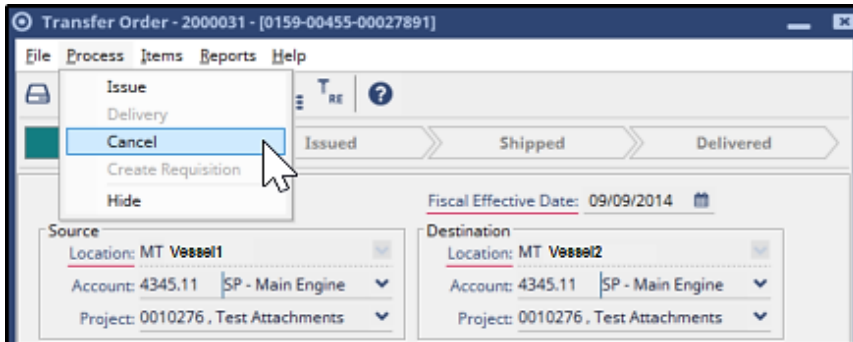 Transfer Order - 2000031 - [0159-00455-00027891]
File Process Items Reports Help
Issue
Delivery
Cancel
Create Requisition
Hide
T RE
Issued Shipped Delivered
Fiscal Effective Date: 09/09/2014
Source
Location: MT Vessel1
Account: 4345.11 SP - Main Engine
Project: 0010276 , Test Attachments
Destination
Location: MT Vessel2
Account: 4345.11 SP - Main Engine
Project: 0010276 , Test Attachments